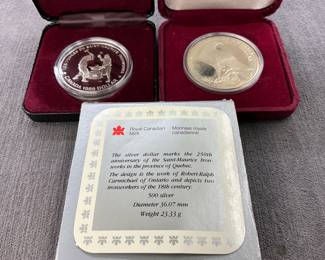 CANADA 1988 DOLLAR
Royal Canadian Mint
Monnaie royale canadienne
The silver dollar marks the 250th
anniversary of the Saint-Maurice Iron-
works in the province of Quebec.
The design is the work of Robert-Ralph
Carmichael of Ontario and depicts two
ironworkers of the 18th century.
500 silver
Diameter 36.07 mm
Weight 23.33 g